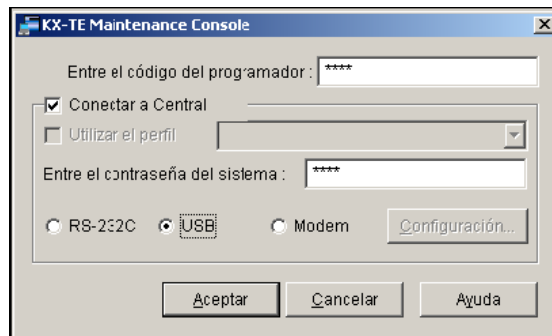 KX-TE Maintenance Console
Entre el código del programador : ****
Conectar a Central
Utilizar el perfil
Entre el contraseña del sistema : ****
RS-232C USB Modem Configuración...
Aceptar Cancelar Ayuda